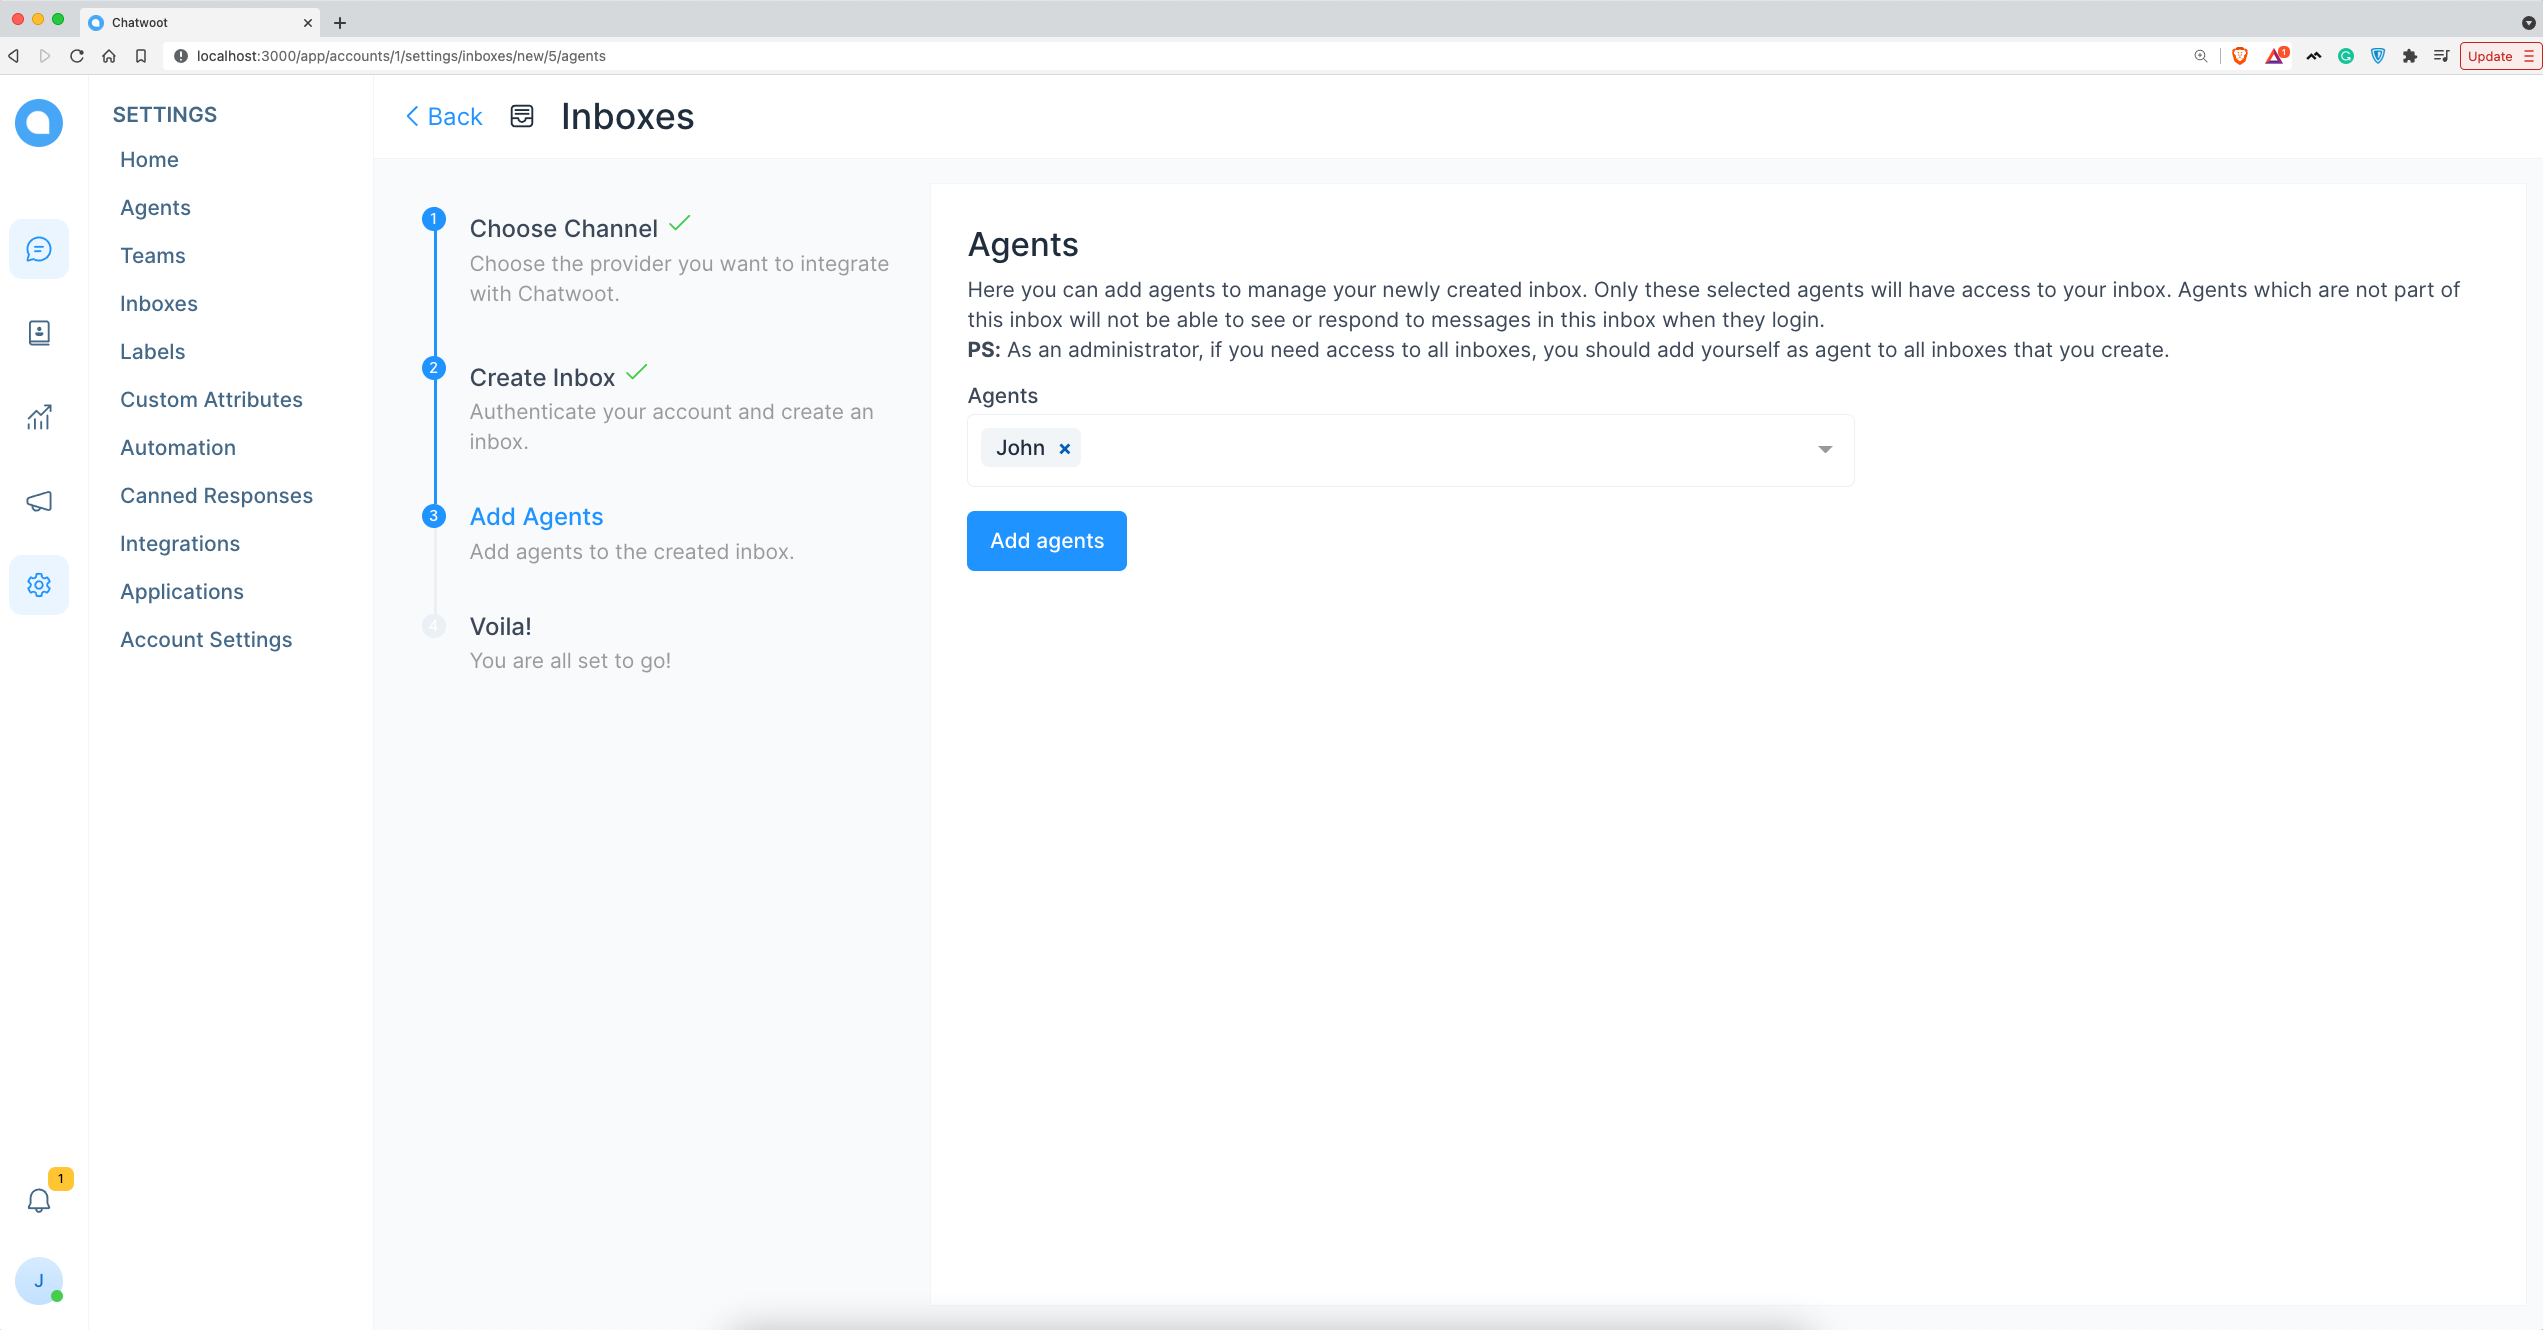 Chatwoot
localhost:3000/app/accounts/1/settings/inboxes/new/5/agents
1
Update
SETTINGS
Home
Agents
Teams
Inboxes
Labels
Custom Attributes
Automation
Canned Responses
Integrations
Applications
Account Settings
1
J
Back
Inboxes
1
Choose Channel
Choose the provider you want to integrate
with Chatwoot.
2
Create Inbox
Authenticate your account and create an
inbox.
3
Add Agents
Add agents to the created inbox.
4
Voila!
You are all set to go!
Agents
Here you can add agents to manage your newly created inbox. Only these selected agents will have access to your inbox. Agents which are not part of
this inbox will not be able to see or respond to messages in this inbox when they login.
PS: As an administrator, if you need access to all inboxes, you should add yourself as agent to all inboxes that you create.
Agents
John
Add agents